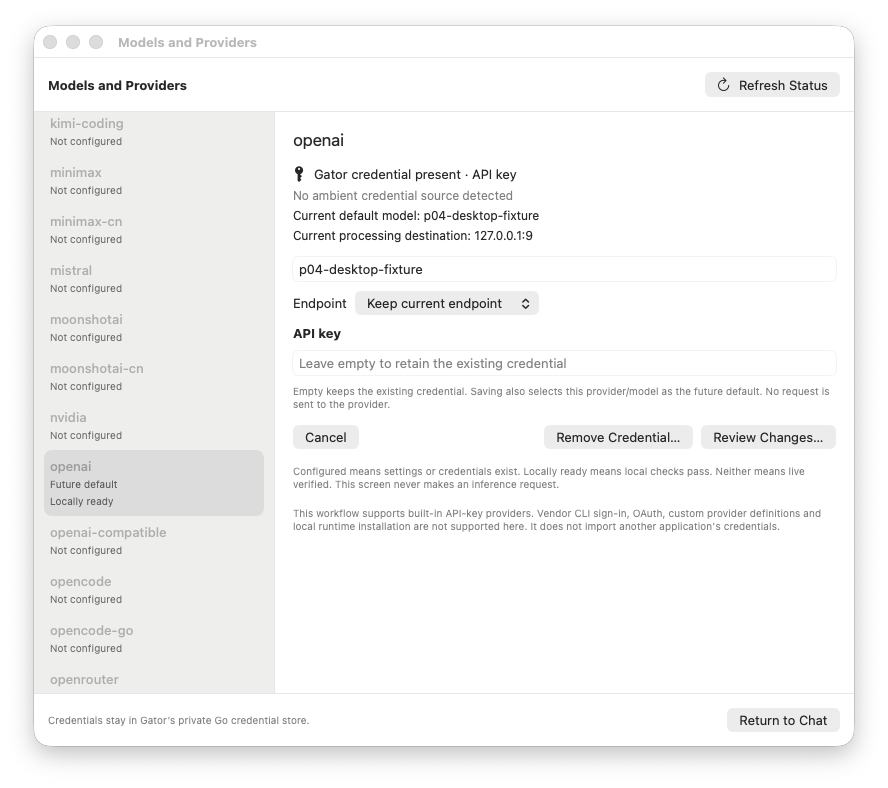 Models and Providers
Models and Providers
Refresh Status
kimi-coding
Not configured
minimax
Not configured
minimax-cn
Not configured
mistral
Not configured
moonshotai
Not configured
moonshotai-cn
Not configured
nvidia
Not configured
openai
Future default
Locally ready
openai-compatible
Not configured
opencode
Not configured
opencode-go
Not configured
openrouter
openai
Gator credential present · API key
No ambient credential source detected
Current default model: p04-desktop-fixture
Current processing destination: 127.0.0.1:9
p04-desktop-fixture
Endpoint Keep current endpoint
API key
Leave empty to retain the existing credential
Empty keeps the existing credential. Saving also selects this provider/model as the future default. No request is
sent to the provider.
Cancel Remove Credential... Review Changes...
Configured means settings or credentials exist. Locally ready means local checks pass. Neither means live
verified. This screen never makes an inference request.
This workflow supports built-in API-key providers. Vendor CLI sign-in, OAuth, custom provider definitions and
local runtime installation are not supported here. It does not import another application's credentials.
Credentials stay in Gator's private Go credential store.
Return to Chat